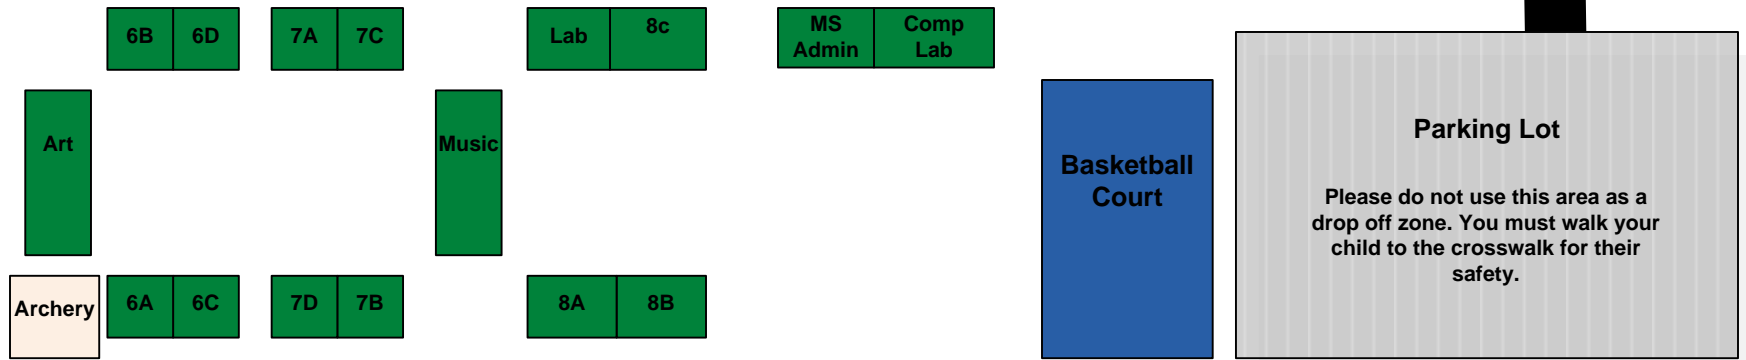 6B 6D 7A 7C Lab 8c MS Admin Comp Lab
Art
Music
Basketball
Court
Parking Lot
Please do not use this area as a
drop off zone. You must walk your
child to the crosswalk for their
safety.
Archery 6A 6C 7D 7B 8A 8B